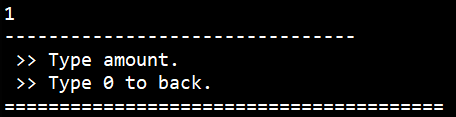 1
--------------------------------
 >> Type amount.
 >> Type 0 to back.
========================================